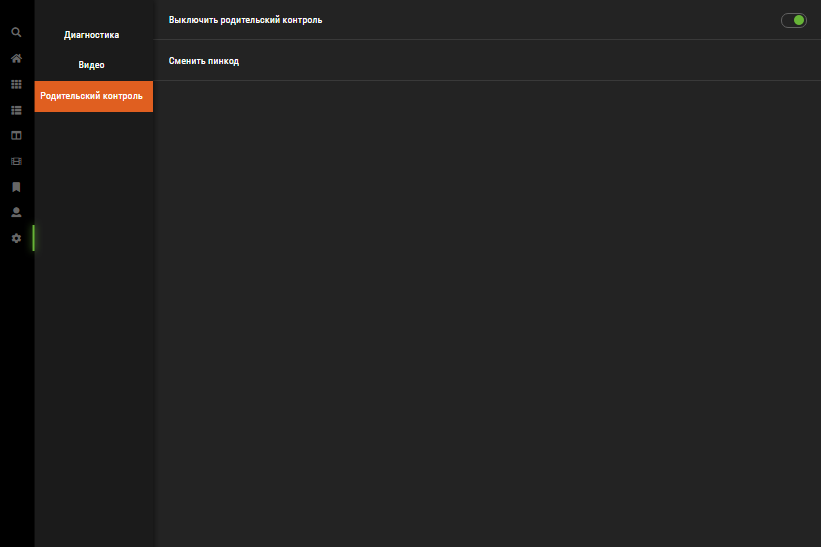 Диагностика
Видео
Родительский контроль
Выключить родительский контроль
Сменить пинкод